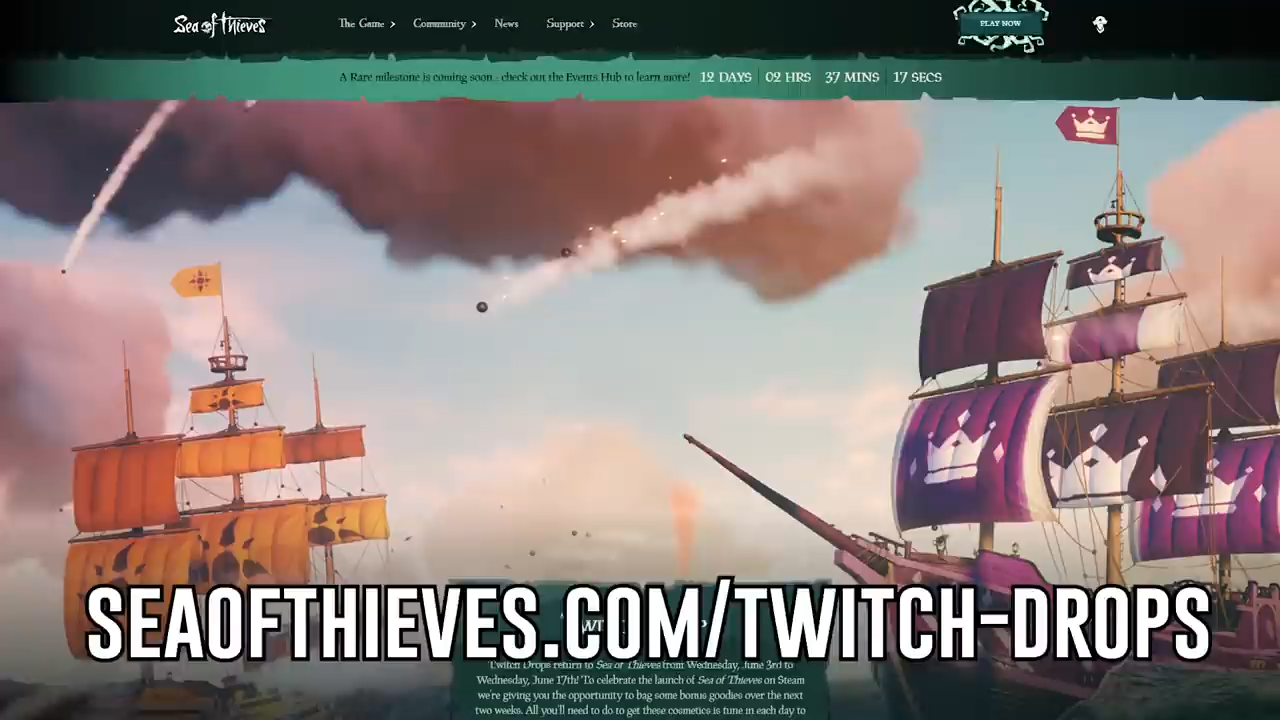 Sea of Thieves
The Game Community News Support Store
PLAY NOW
A Rare milestone is coming soon - check out the Events Hub to learn more! 12 DAYS 02 HRS 37 MINS 17 SECS
SEAOFTHIEVES.COM/TWITCH-DROPS
Twitch Drops return to Sea of Thieves from Wednesday, June 3rd to
Wednesday, June 17th! To celebrate the launch of Sea of Thieves on Steam
we're giving you the opportunity to bag some bonus goodies over the next
two weeks. All you'll need to do to get these cosmetics is tune in each day to